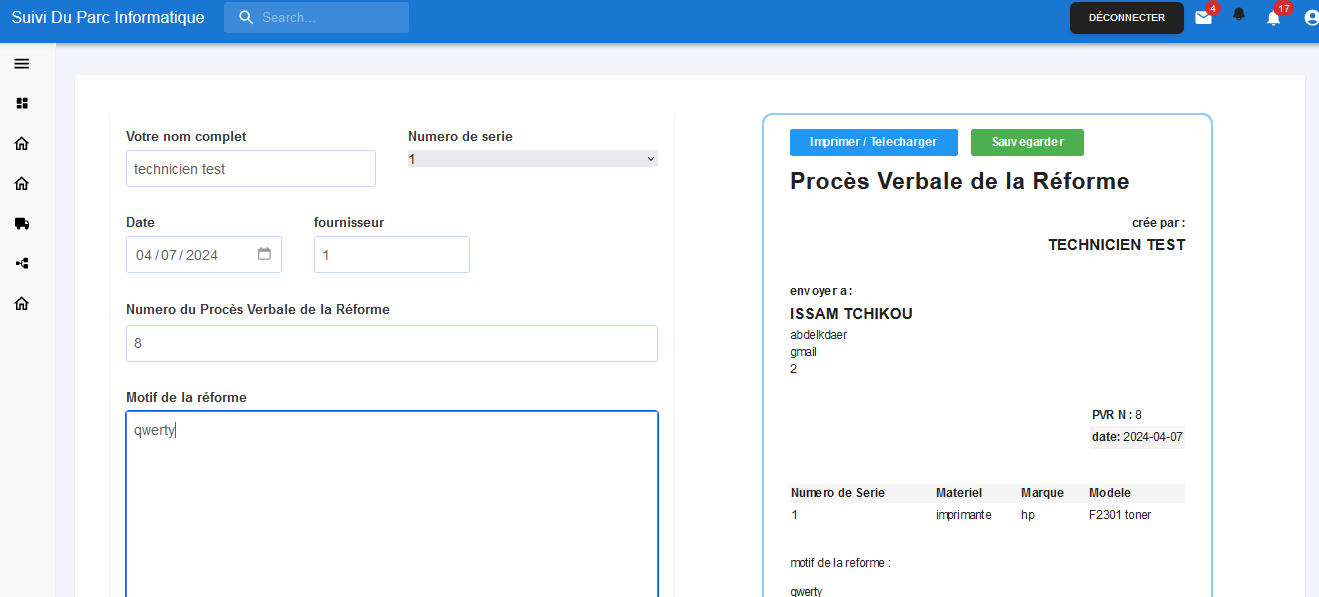 Suivi Du Parc Informatique
Search...
DÉCONNECTER
4
17
Votre nom complet
technicien test
Numero de serie
1
Date
04/07/2024
fournisseur
1
Numero du Procès Verbale de la Réforme
8
Motif de la réforme
qwerty
Imprimer / Telecharger
Sauvegarder
Procès Verbale de la Réforme
crée par :
TECHNICIEN TEST
envoyer a :
ISSAM TCHIKOU
abdelkdaer
gmail
2
PVR N : 8
date: 2024-04-07
Numero de Serie Materiel Marque Modele
1 imprimante hp F2301 toner
motif de la reforme :
qwerty